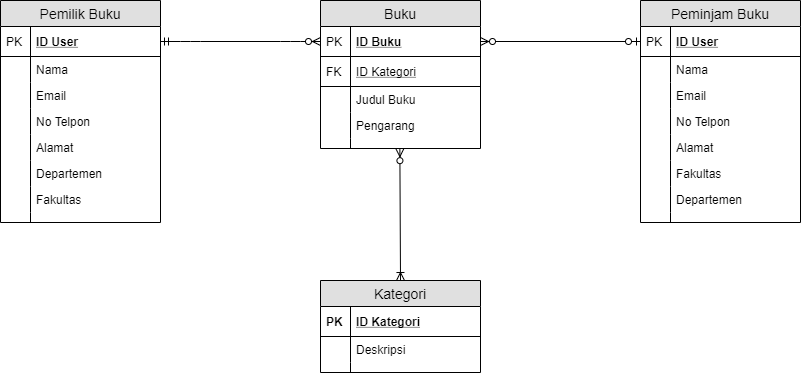 Pemilik Buku
PK ID User
Nama
Email
No Telpon
Alamat
Departemen
Fakultas
Buku
PK ID Buku
FK ID Kategori
Judul Buku
Pengarang
Peminjam Buku
PK ID User
Nama
Email
No Telpon
Alamat
Fakultas
Departemen
Kategori
PK ID Kategori
Deskripsi